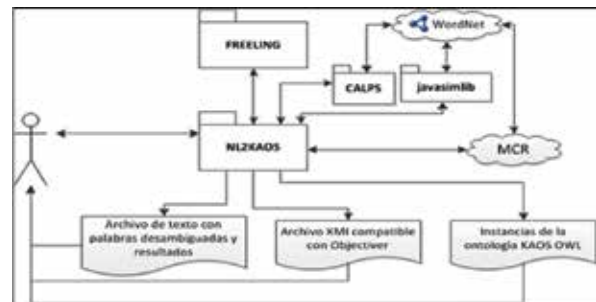 WordNet
FREELING
CALPS
javasimlib
NL2KAOS
MCR
Archivo de texto con
palabras desambiguadas y
resultados
Archivo XMI compatible
con Objectiver
Instancias de la
ontología KAOS OWL